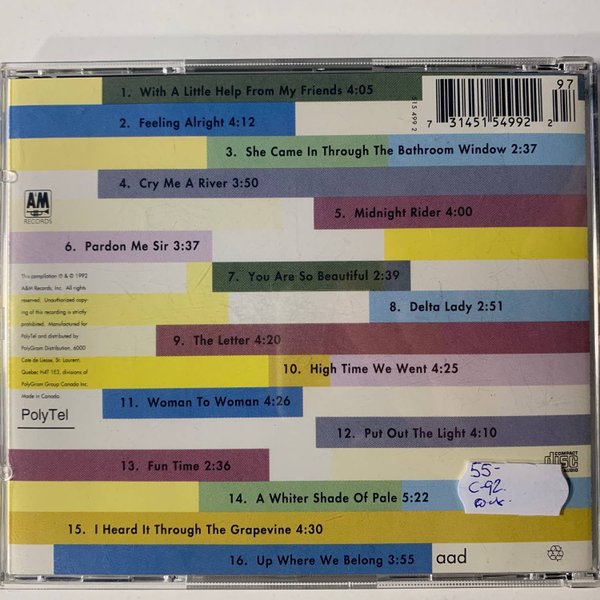 1. With A Little Help From My Friends 4:05
97
515 499 2
7 31451 54992 2
2. Feeling Alright 4:12
3. She Came In Through The Bathroom Window 2:37
4. Cry Me A River 3:50
A&M
RECORDS
5. Midnight Rider 4:00
6. Pardon Me Sir 3:37
This compilation ℗ & © 1992
A&M Records, Inc. All rights
reserved. Unauthorized copy-
ing of this recording is strictly
prohibited. Manufactured for
PolyTel and distributed by
PolyGram Distribution, 6000
Cote de Liesse, St. Laurent,
Quebec H4T 1E3, divisions of
PolyGram Group Canada Inc.
Made in Canada
PolyTel
7. You Are So Beautiful 2:39
8. Delta Lady 2:51
9. The Letter 4:20
10. High Time We Went 4:25
11. Woman To Woman 4:26
12. Put Out The Light 4:10
COMPACT
disc
AUDIO
13. Fun Time 2:36
55-
C-92
14. A Whiter Shade Of Pale 5:22
15. I Heard It Through The Grapevine 4:30
16. Up Where We Belong 3:55
aad